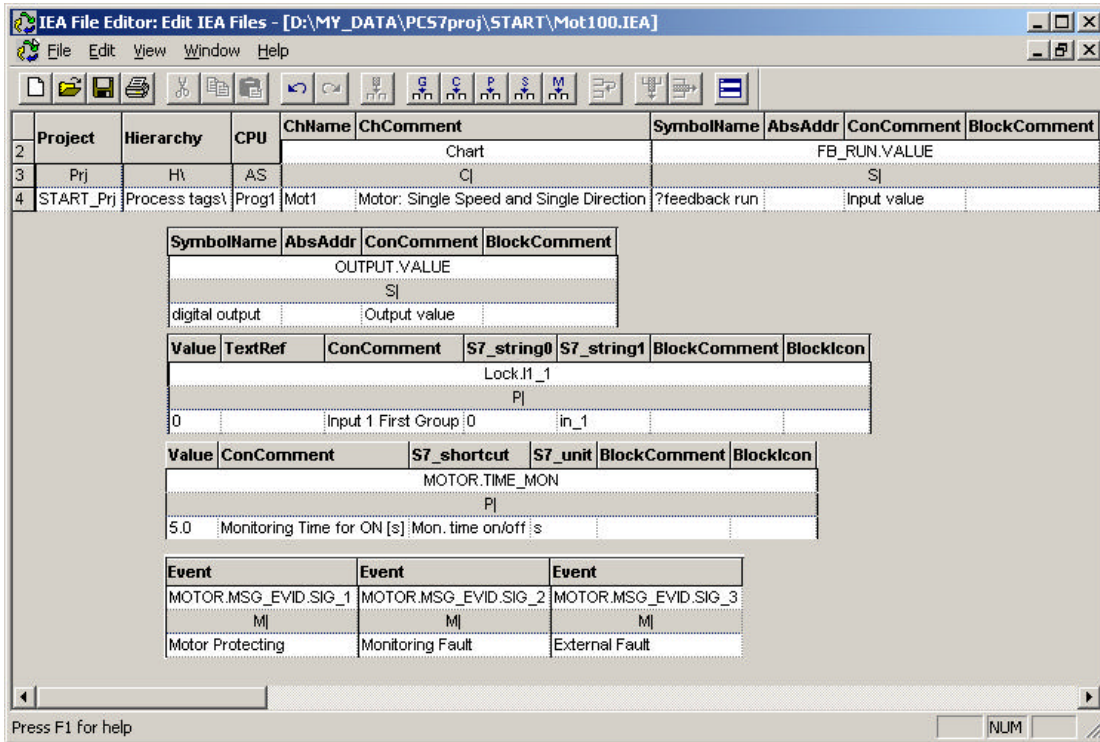 IEA File Editor: Edit IEA Files - [D:\MY_DATA\PCS7proj\START\Mot100.IEA]
File Edit View Window Help
G C P S M
Project Hierarchy CPU ChName ChComment SymbolName AbsAddr ConComment BlockComment
2 Chart FB_RUN.VALUE
3 Prj H\ AS C| S|
4 START_Prj Process tags\ Prog1 Mot1 Motor: Single Speed and Single Direction ?feedback run Input value
SymbolName AbsAddr ConComment BlockComment
OUTPUT.VALUE
S|
digital output Output value
Value TextRef ConComment S7_string0 S7_string1 BlockComment BlockIcon
Lock.I1_1
P|
0 Input 1 First Group 0 in_1
Value ConComment S7_shortcut S7_unit BlockComment BlockIcon
MOTOR.TIME_MON
P|
5.0 Monitoring Time for ON [s] Mon. time on/off s
Event Event Event
MOTOR.MSG_EVID.SIG_1 MOTOR.MSG_EVID.SIG_2 MOTOR.MSG_EVID.SIG_3
M| M| M|
Motor Protecting Monitoring Fault External Fault
Press F1 for help NUM